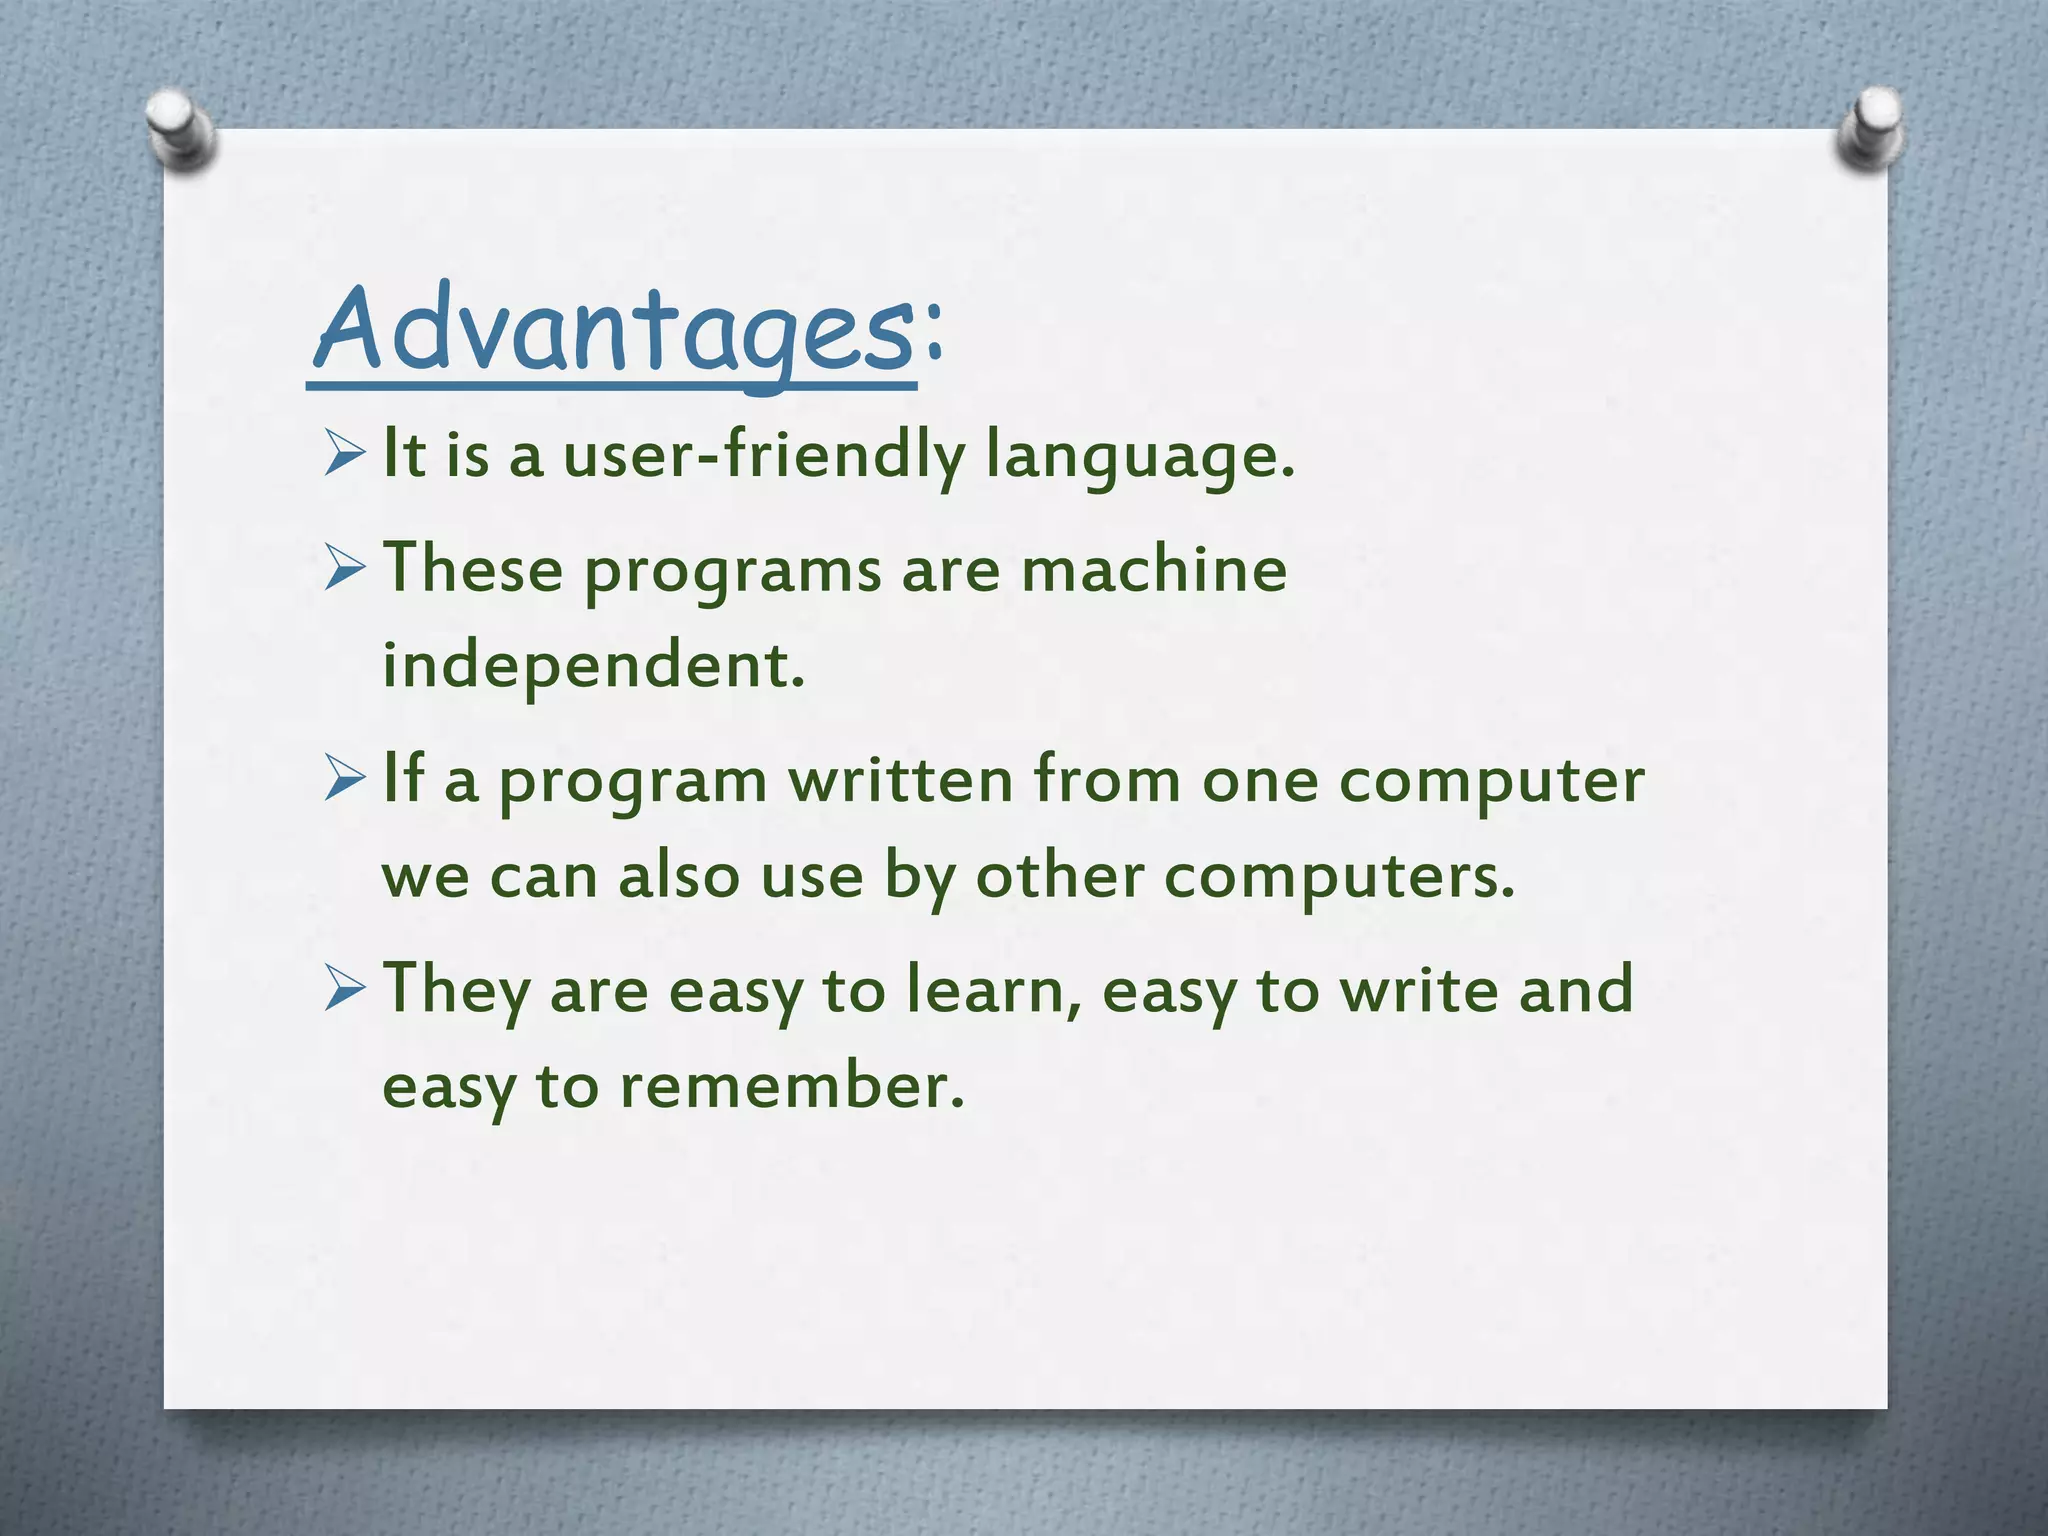 Advantages:
➢ It is a user-friendly language.
➢ These programs are machine
independent.
➢ If a program written from one computer
we can also use by other computers.
➢ They are easy to learn, easy to write and
easy to remember.